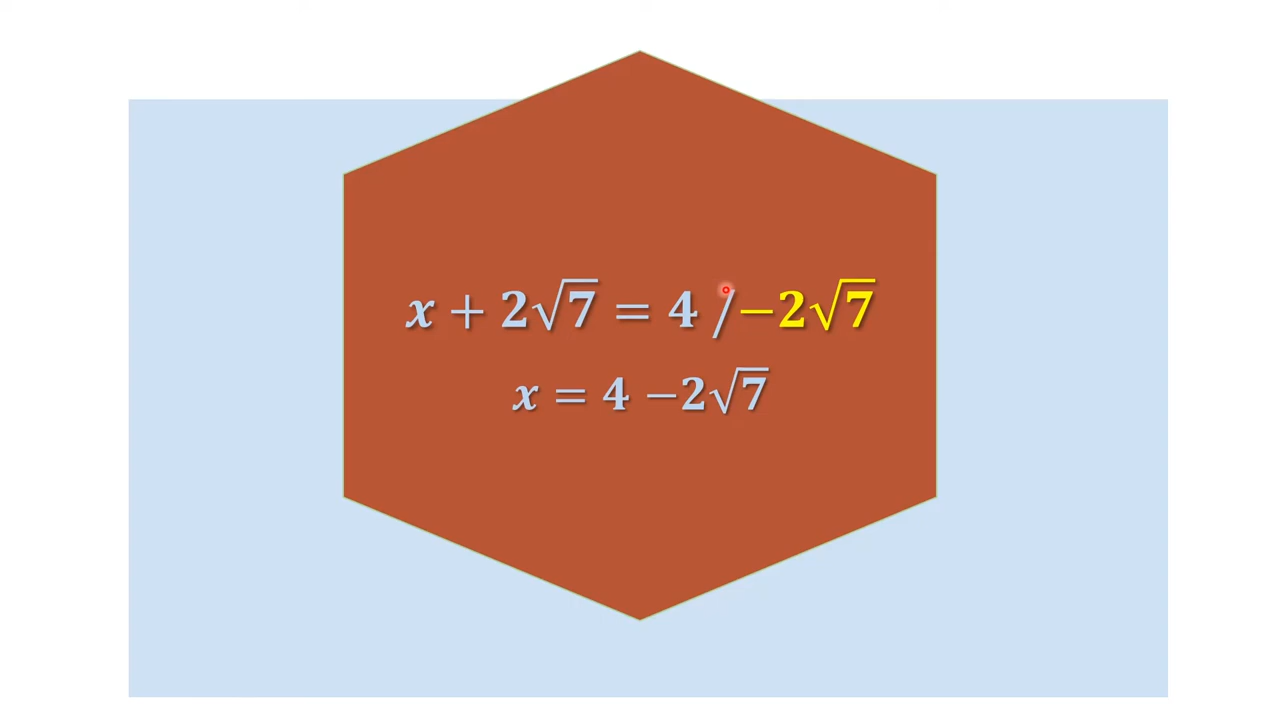 x + 2√7 = 4 /−2√7
x = 4 −2√7